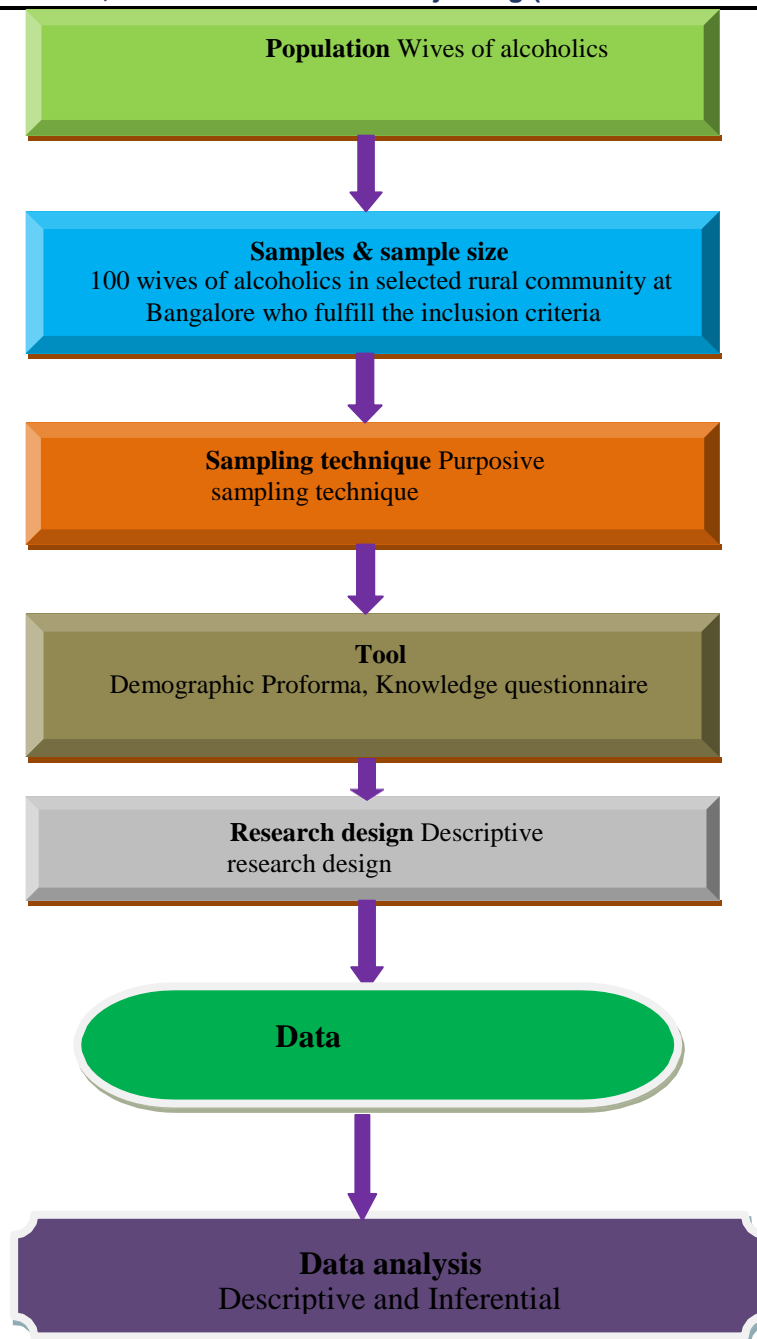 Population Wives of alcoholics
Samples & sample size
100 wives of alcoholics in selected rural community at
Bangalore who fulfill the inclusion criteria
Sampling technique Purposive
sampling technique
Tool
Demographic Proforma, Knowledge questionnaire
Research design Descriptive
research design
Data
Data analysis
Descriptive and Inferential